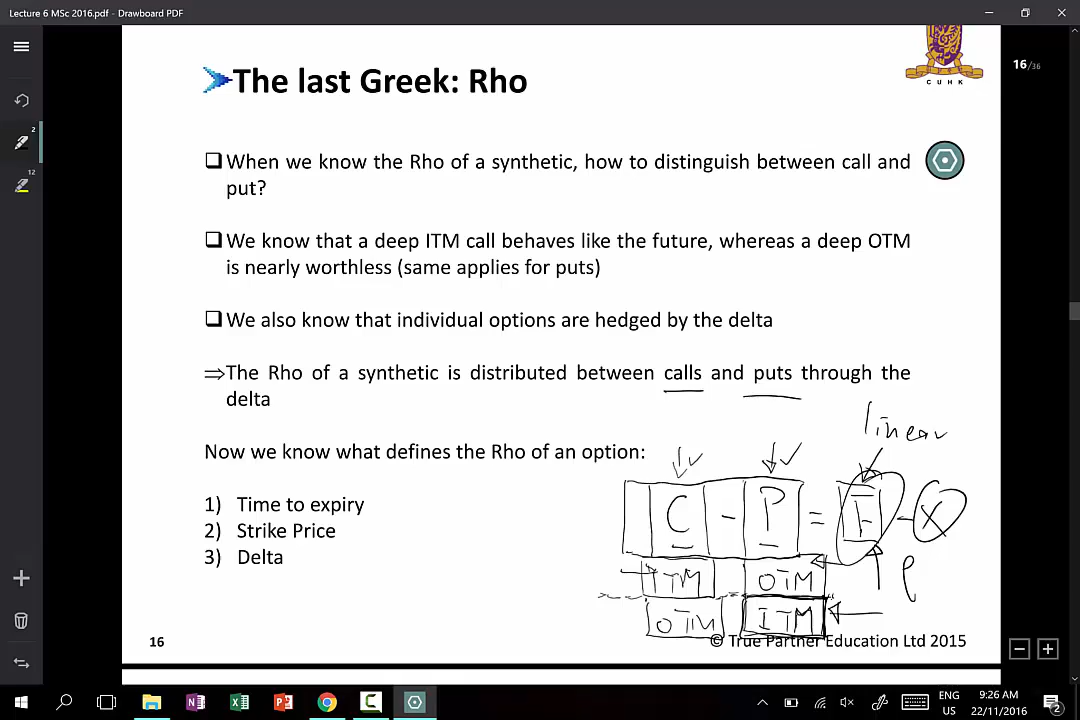 Lecture 6 MSc 2016.pdf - Drawboard PDF
CUHK
16/36
2
12
The last Greek: Rho
When we know the Rho of a synthetic, how to distinguish between call and
put?
We know that a deep ITM call behaves like the future, whereas a deep OTM
is nearly worthless (same applies for puts)
We also know that individual options are hedged by the delta
⇒The Rho of a synthetic is distributed between calls and puts through the
delta
linear
Now we know what defines the Rho of an option:
1) Time to expiry
2) Strike Price
3) Delta
C - P = F - X
ITM OTM ρ
OTM ITM
16
© True Partner Education Ltd 2015
ENG
US
9:26 AM
22/11/2016
2